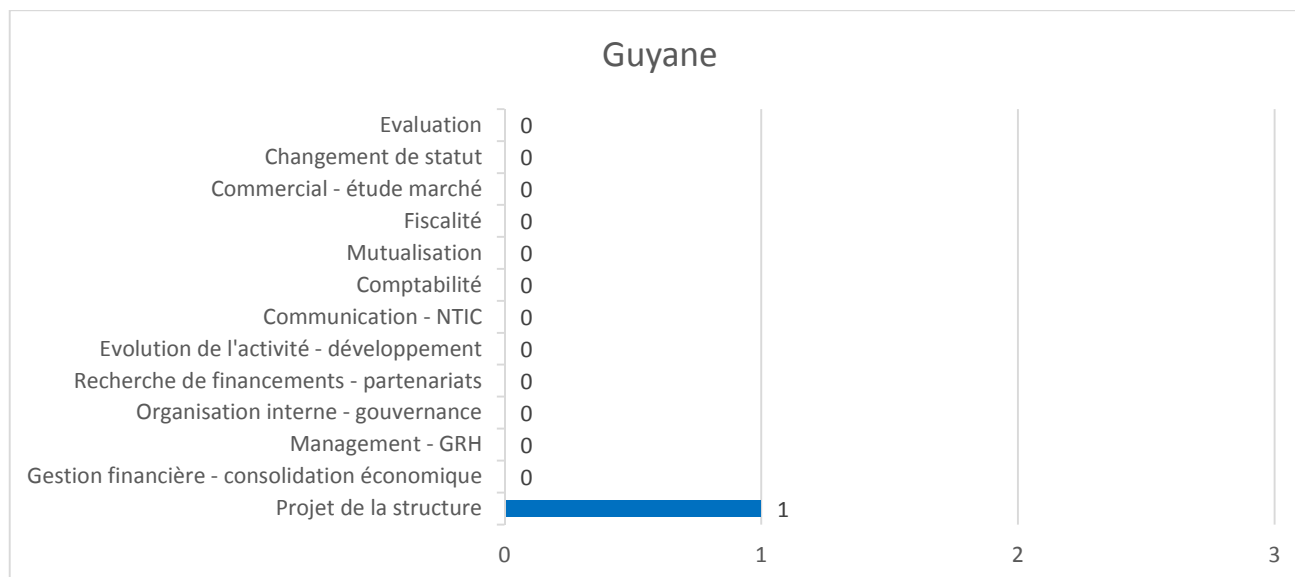 Guyane
Evaluation 0
Changement de statut 0
Commercial - étude marché 0
Fiscalité 0
Mutualisation 0
Comptabilité 0
Communication - NTIC 0
Evolution de l'activité - développement 0
Recherche de financements - partenariats 0
Organisation interne - gouvernance 0
Management - GRH 0
Gestion financière - consolidation économique 0
Projet de la structure 1
0 1 2 3